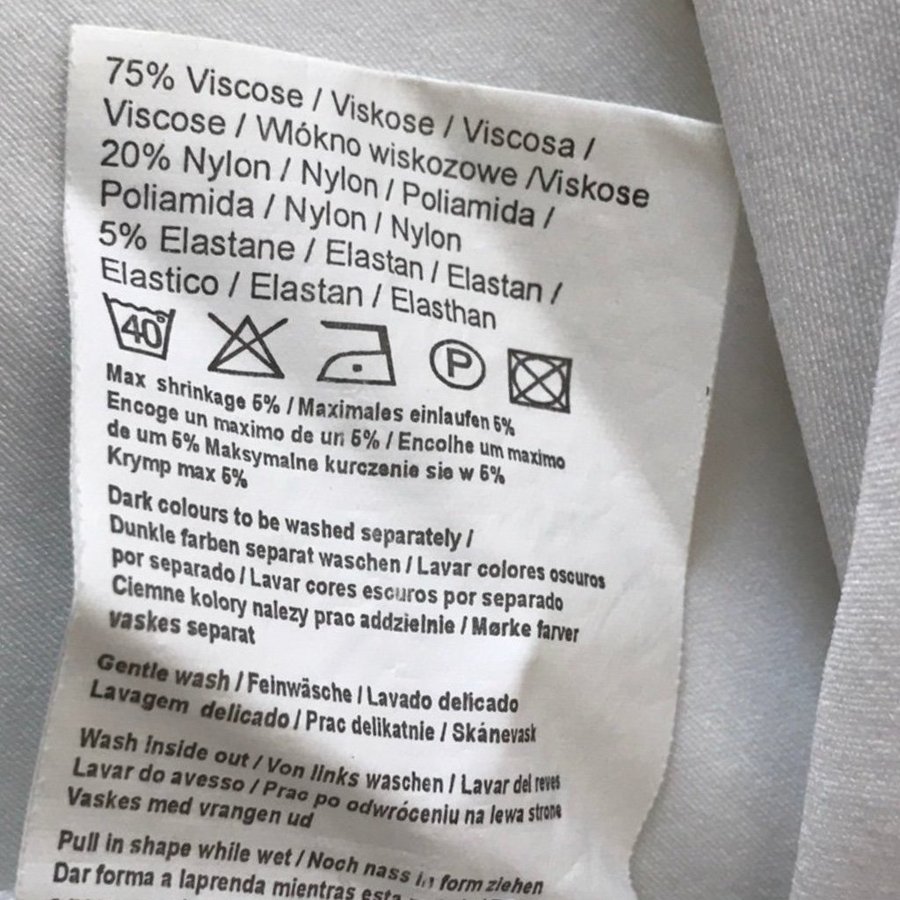 75% Viscose / Viskose / Viscosa /
Viscose / Włókno wiskozowe /Viskose
20% Nylon / Nylon / Poliamida /
Poliamida / Nylon / Nylon
5% Elastane / Elastan / Elastan /
Elastico / Elastan / Elasthan
40° P
Max shrinkage 5% / Maximales einlaufen 5%
Encoge un maximo de un 5% / Encolhe um maximo
de um 5% Maksymalne kurczenie sie w 5%
Krymp max 5%
Dark colours to be washed separately /
Dunkle farben separat waschen / Lavar colores oscuros
por separado / Lavar cores escuros por separado
Ciemne kolory nalezy prac addzielnie / Mørke farver
vaskes separat
Gentle wash / Feinwäsche / Lavado delicado
Lavagem delicado / Prac delikatnie / Skånevask
Wash inside out / Von links waschen / Lavar del reves
Lavar do avesso / Prac po odwróceniu na lewa strone
Vaskes med vrangen ud
Pull in shape while wet / Noch nass in form ziehen
Dar forma a laprenda mientras esta